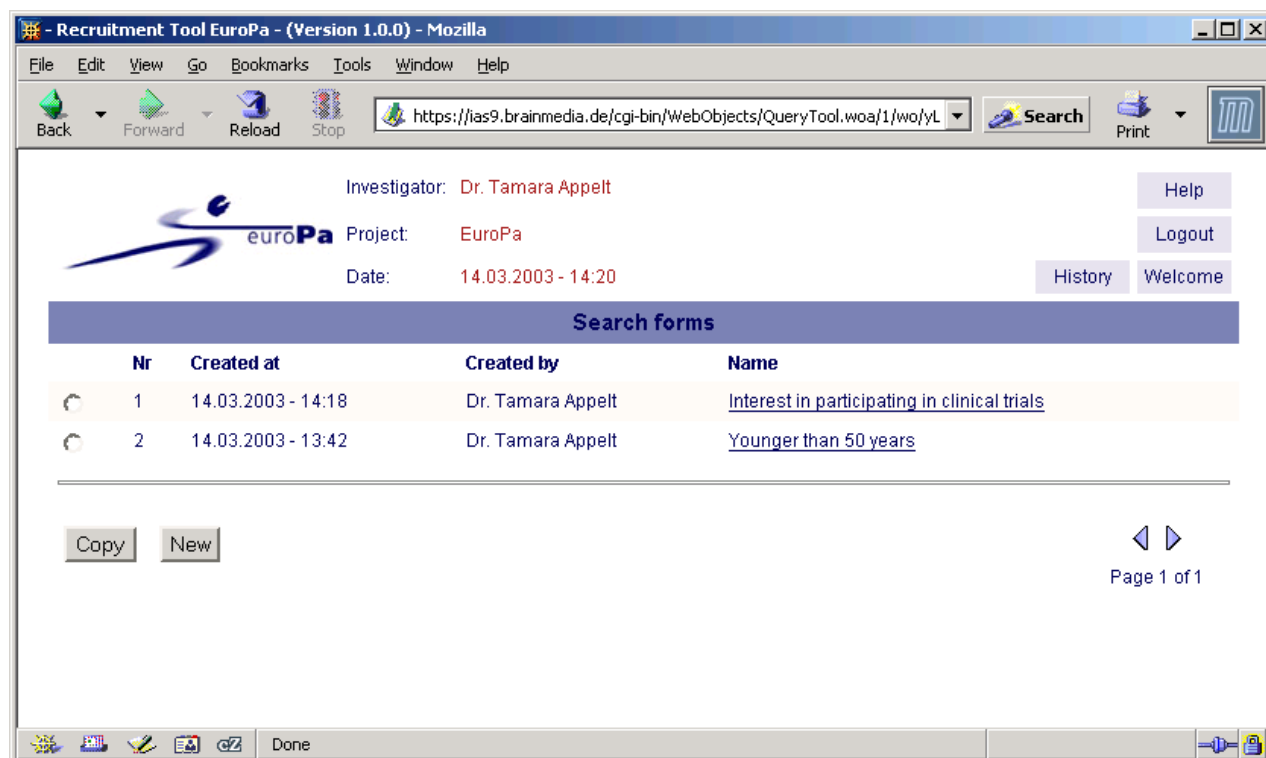 - Recruitment Tool EuroPa - (Version 1.0.0) - Mozilla
File Edit View Go Bookmarks Tools Window Help
Back Forward Reload Stop https://ias9.brainmedia.de/cgi-bin/WebObjects/QueryTool.woa/1/wo/yL Search Print
Investigator: Dr. Tamara Appelt Help
euroPa Project: EuroPa Logout
Date: 14.03.2003 - 14:20 History Welcome
Search forms
Nr Created at Created by Name
1 14.03.2003 - 14:18 Dr. Tamara Appelt Interest in participating in clinical trials
2 14.03.2003 - 13:42 Dr. Tamara Appelt Younger than 50 years
Copy New
Page 1 of 1
Done